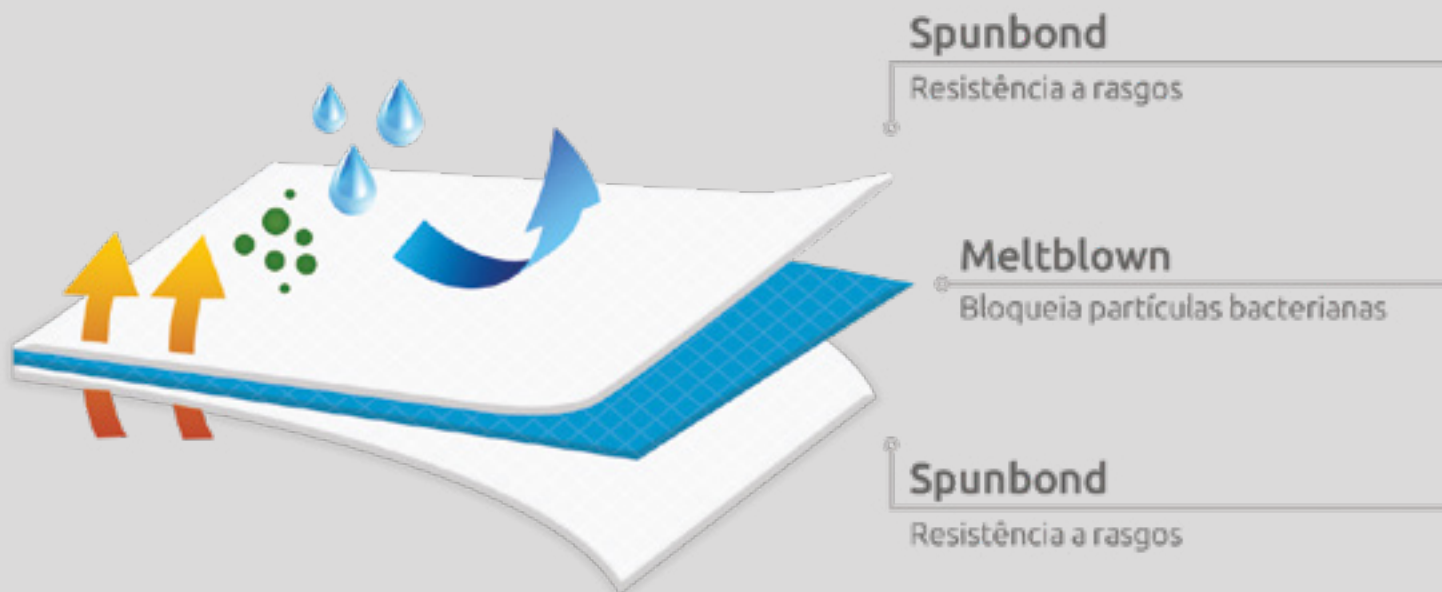 Spunbond
Resistência a rasgos
Meltblown
Bloqueia partículas bacterianas
Spunbond
Resistência a rasgos